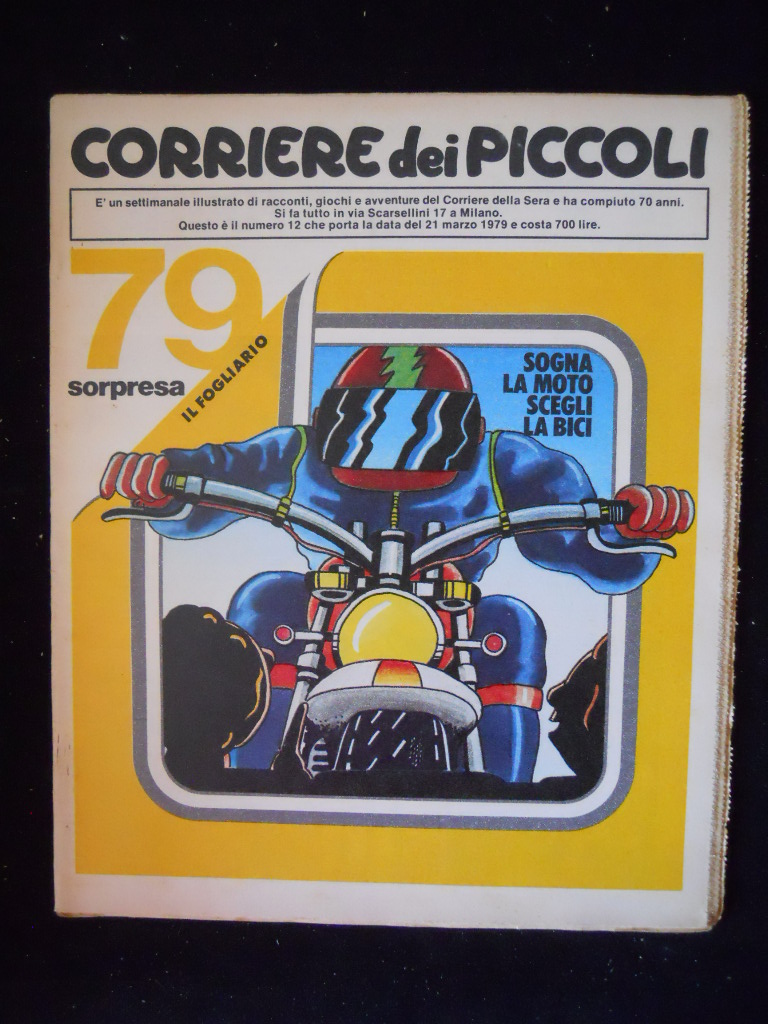 CORRIERE dei PICCOLI
E' un settimanale illustrato di racconti, giochi e avventure del Corriere della Sera e ha compiuto 70 anni.
Si fa tutto in via Scarsellini 17 a Milano.
Questo è il numero 12 che porta la data del 21 marzo 1979 e costa 700 lire.
79
sorpresa
IL FOGLIARIO
SOGNA
LA MOTO
SCEGLI
LA BICI